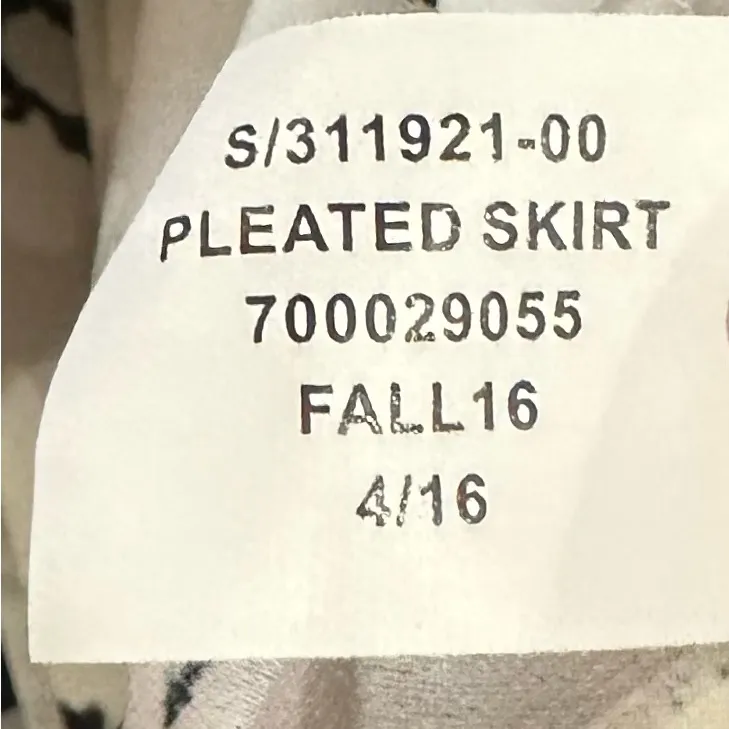 S/311921-00
PLEATED SKIRT
700029055
FALL16
4/16